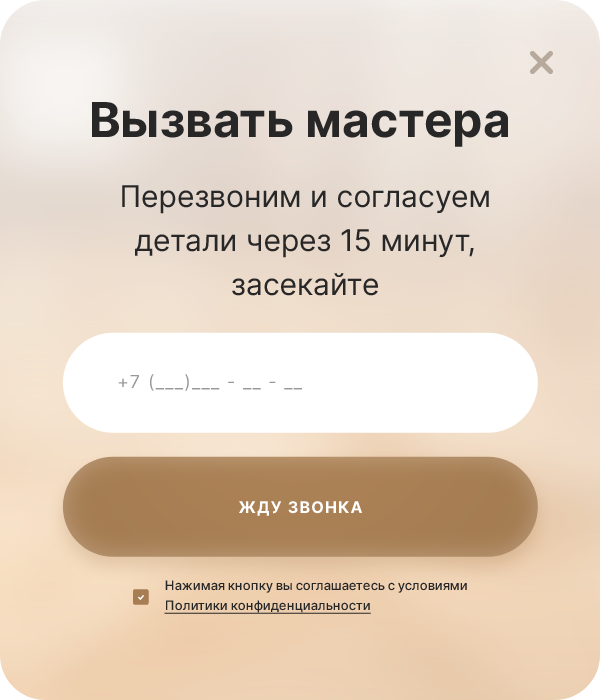 Вызвать мастера
Перезвоним и согласуем
детали через 15 минут,
засекайте
+7 (___)___ - __ - __
ЖДУ ЗВОНКА
Нажимая кнопку вы соглашаетесь с условиями
Политики конфиденциальности